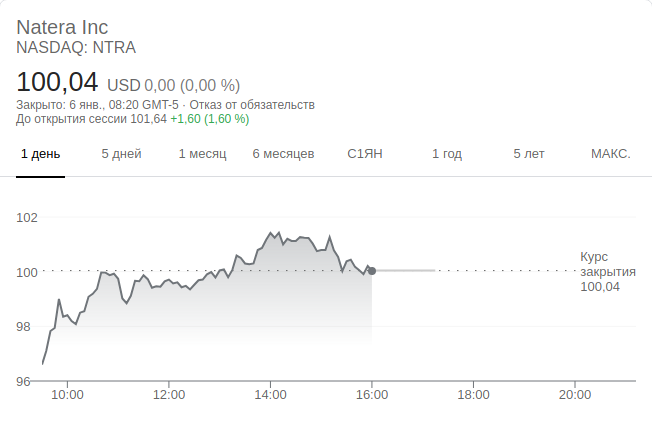 Natera Inc
NASDAQ: NTRA
100,04 USD 0,00 (0,00 %)
Закрыто: 6 янв., 08:20 GMT-5 · Отказ от обязательств
До открытия сессии 101,64 +1,60 (1,60 %)
1 день 5 дней 1 месяц 6 месяцев С1ЯН 1 год 5 лет МАКС.
102
100
98
96
Курс
закрытия
100,04
10:00 12:00 14:00 16:00 18:00 20:00